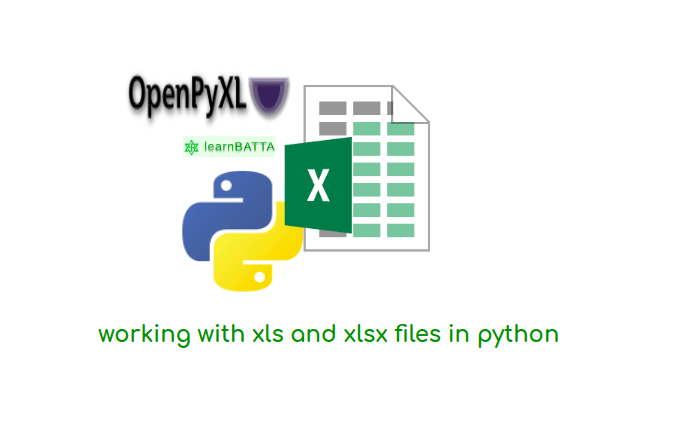 OpenPyXL
learnBATTA
X
working with xls and xlsx files in python